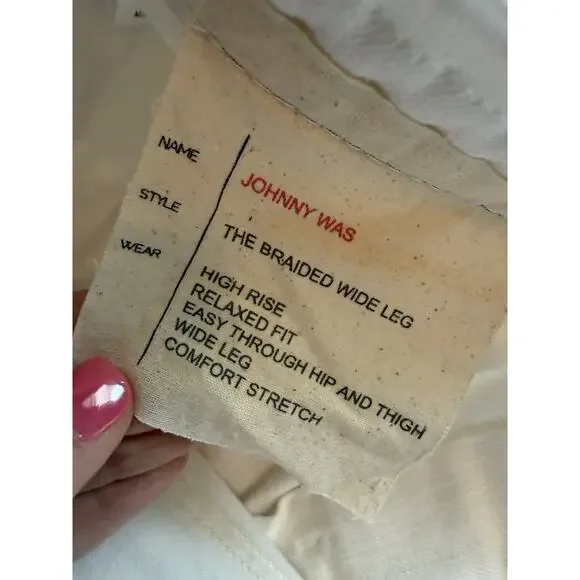 NAME
JOHNNY WAS
STYLE
THE BRAIDED WIDE LEG
WEAR
HIGH RISE
RELAXED FIT
EASY THROUGH HIP AND THIGH
WIDE LEG
COMFORT STRETCH